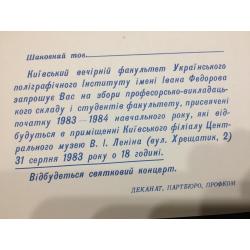 Шановний тов.
Київський вечірній факультет Українського
поліграфічного Інституту імені Івана Федорова
запрошує Вас на збори професорсько-викладаць-
кого складу і студентів факультету, присвячені
початку 1983—1984 навчального року, які від-
будуться в приміщенні Київського філіалу Цент-
рального музею В. І. Леніна (вул. Хрещатик, 2)
31 серпня 1983 року о 18 годині.
Відбудеться святковий концерт.
ДЕКАНАТ, ПАРТБЮРО, ПРОФКОМ